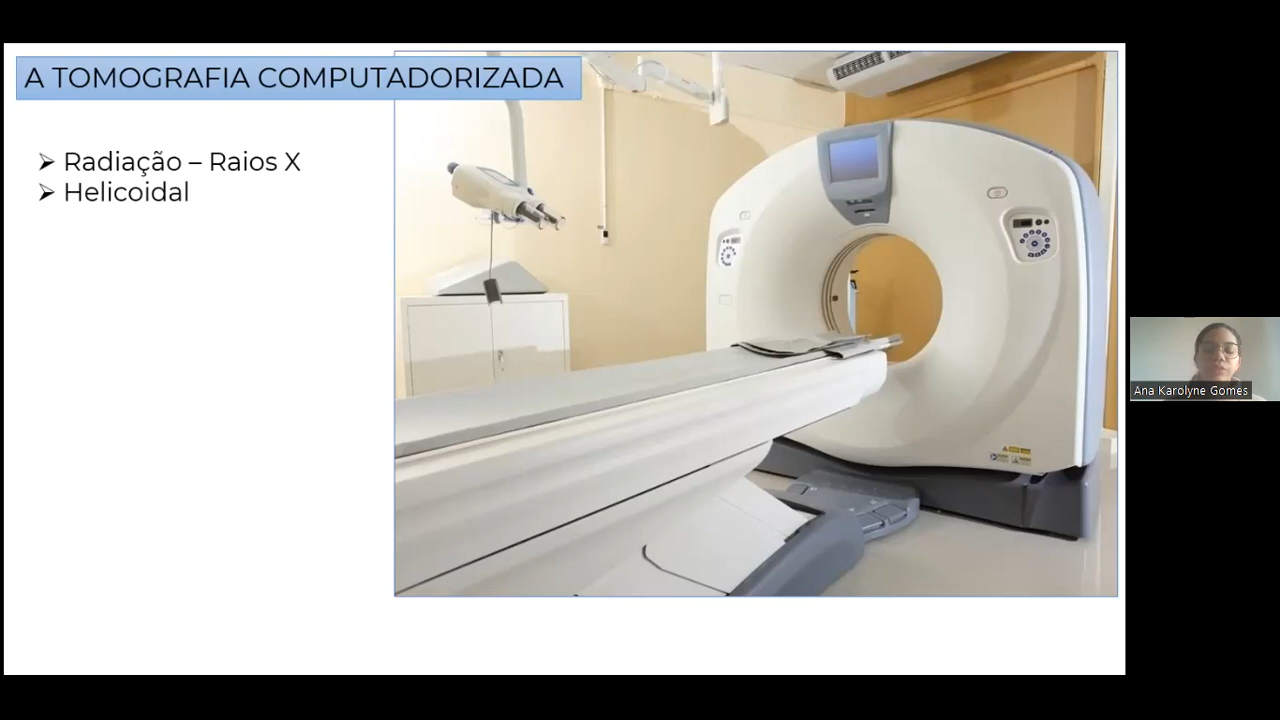 A TOMOGRAFIA COMPUTADORIZADA
➢ Radiação – Raios X
➢ Helicoidal
Ana Karolyne Gomes